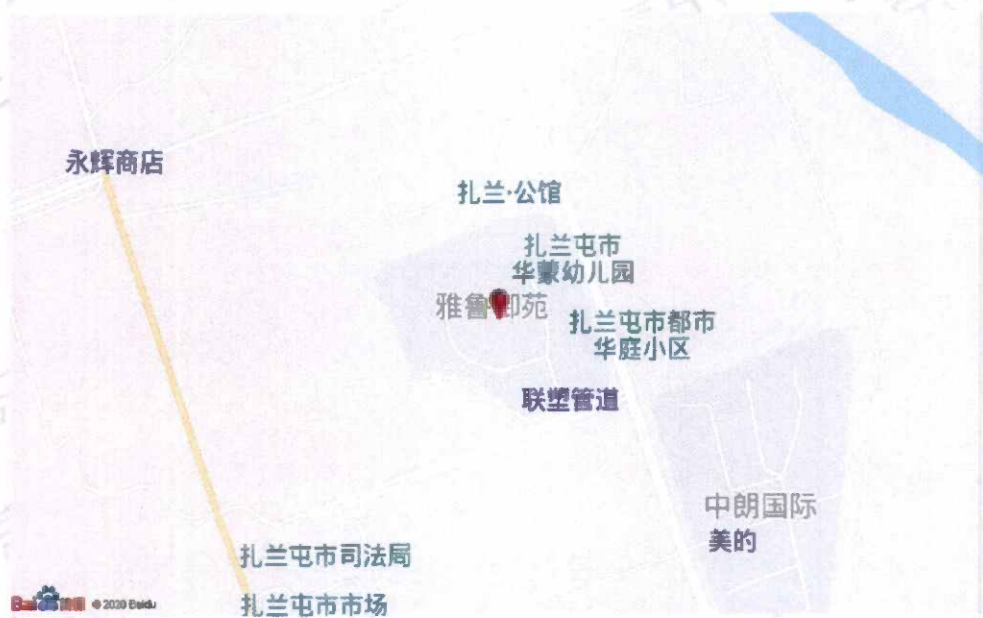 永辉商店
扎兰·公馆
扎兰屯市
华蒙幼儿园
雅鲁御苑
扎兰屯市都市
华庭小区
联塑管道
中朗国际
美的
扎兰屯市司法局
扎兰屯市市场
© 2020 Baidu